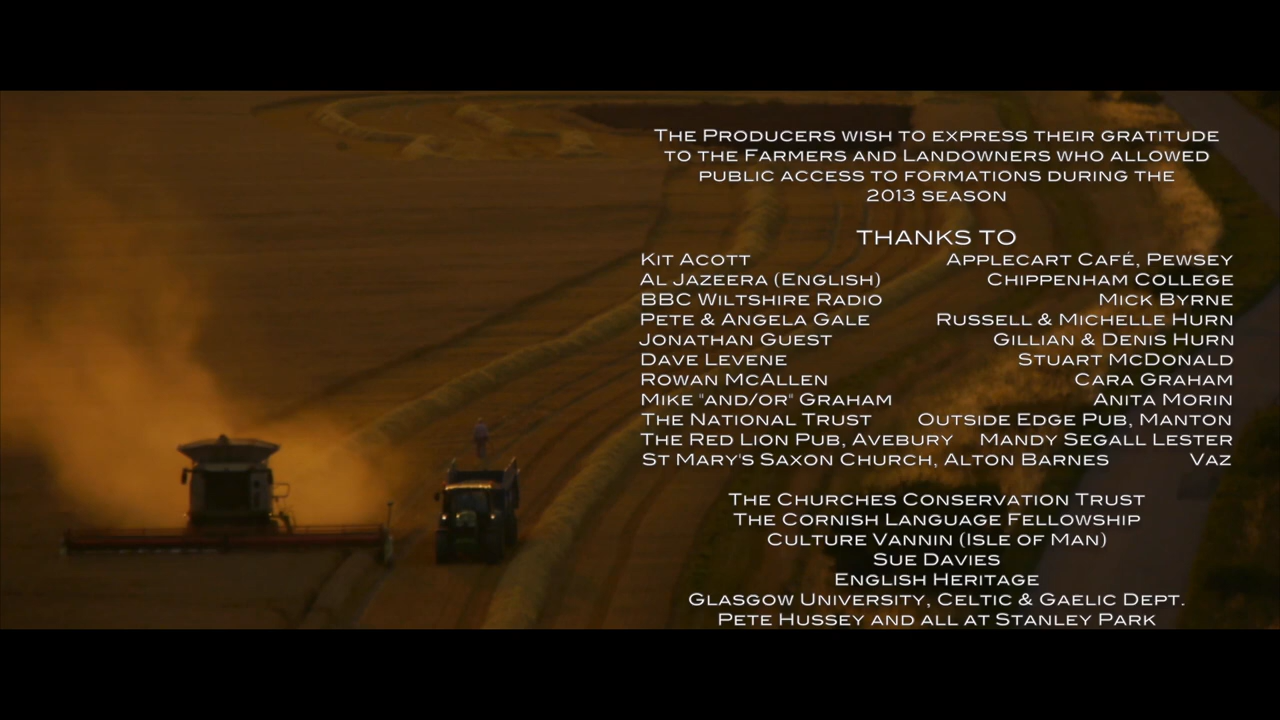 The Producers wish to express their gratitude
to the Farmers and Landowners who allowed
public access to formations during the
2013 season
THANKS TO
Kit Acott Applecart Café, Pewsey
Al Jazeera (English) Chippenham College
BBC Wiltshire Radio Mick Byrne
Pete & Angela Gale Russell & Michelle Hurn
Jonathan Guest Gillian & Denis Hurn
Dave Levene Stuart McDonald
Rowan McAllen Cara Graham
Mike "and/or" Graham Anita Morin
The National Trust Outside Edge Pub, Manton
The Red Lion Pub, Avebury Mandy Segall Lester
St Mary's Saxon Church, Alton Barnes Vaz
The Churches Conservation Trust
The Cornish Language Fellowship
Culture Vannin (Isle of Man)
Sue Davies
English Heritage
Glasgow University, Celtic & Gaelic Dept.
Pete Hussey and all at Stanley Park